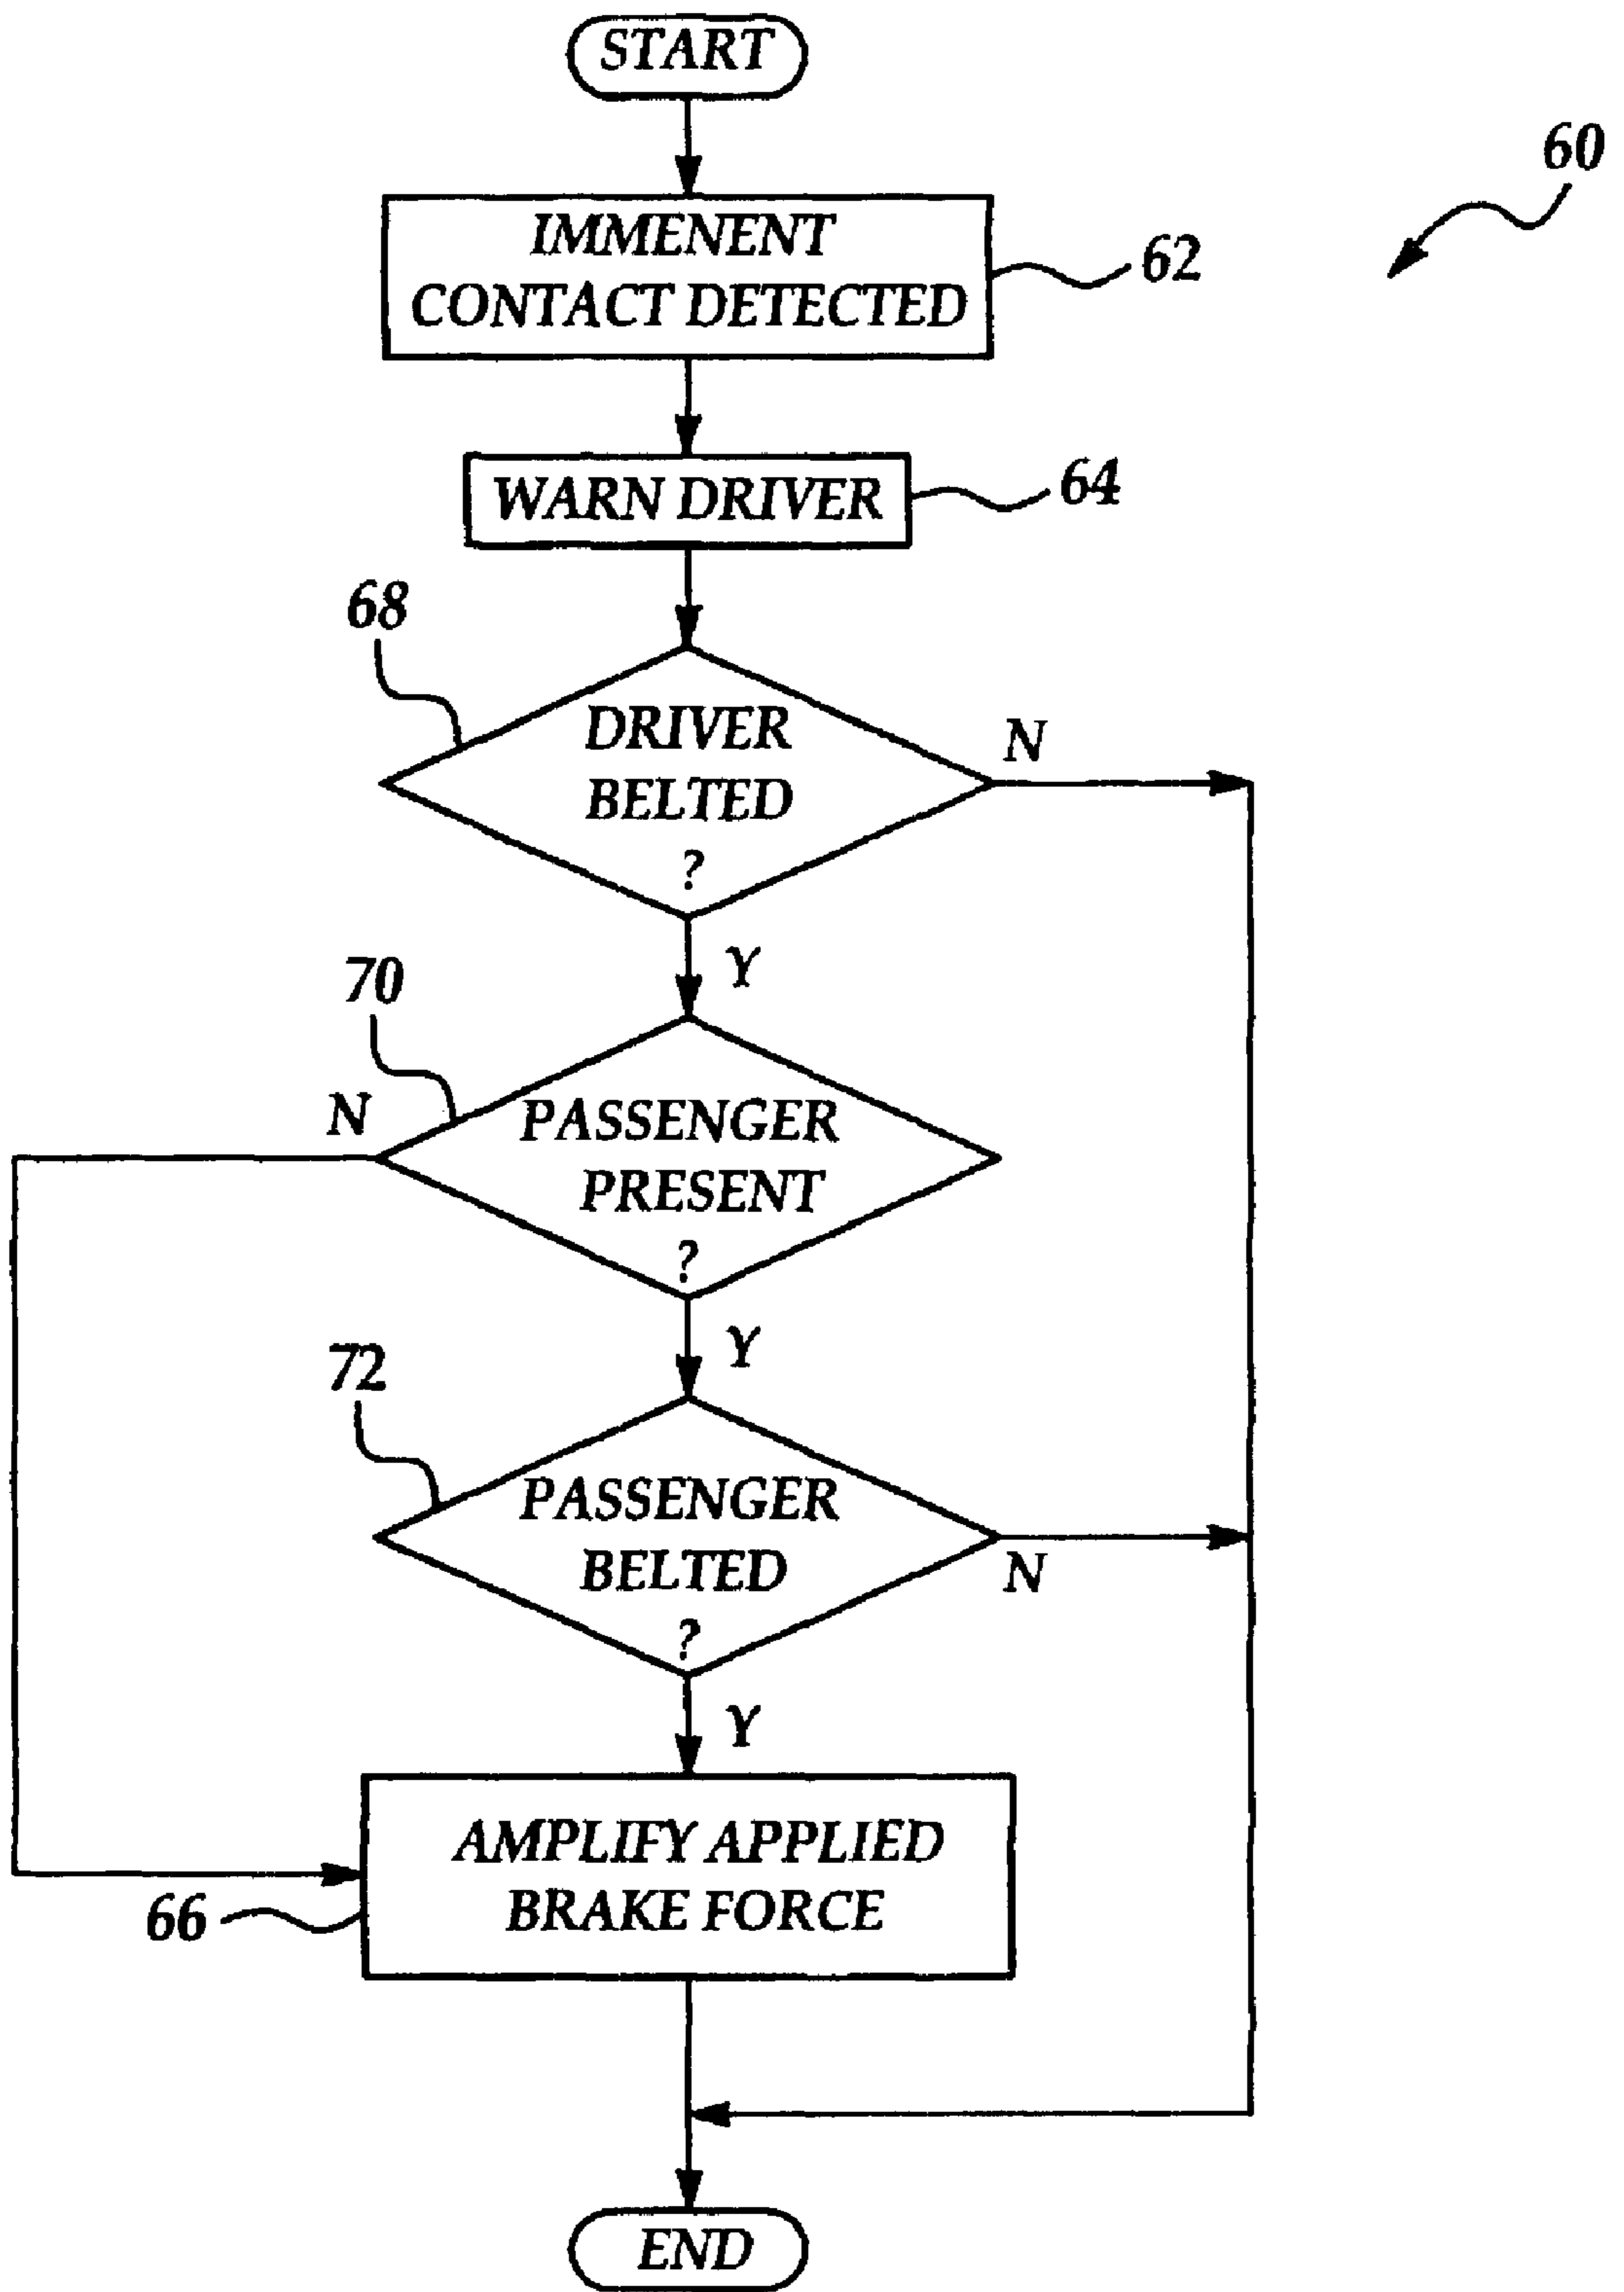 START
60
IMMENENT
CONTACT DETECTED
62
WARN DRIVER
64
68
DRIVER
BELTED
?
N
Y
70
N
PASSENGER
PRESENT
?
Y
72
PASSENGER
BELTED
?
N
Y
AMPLIFY APPLIED
BRAKE FORCE
66
END